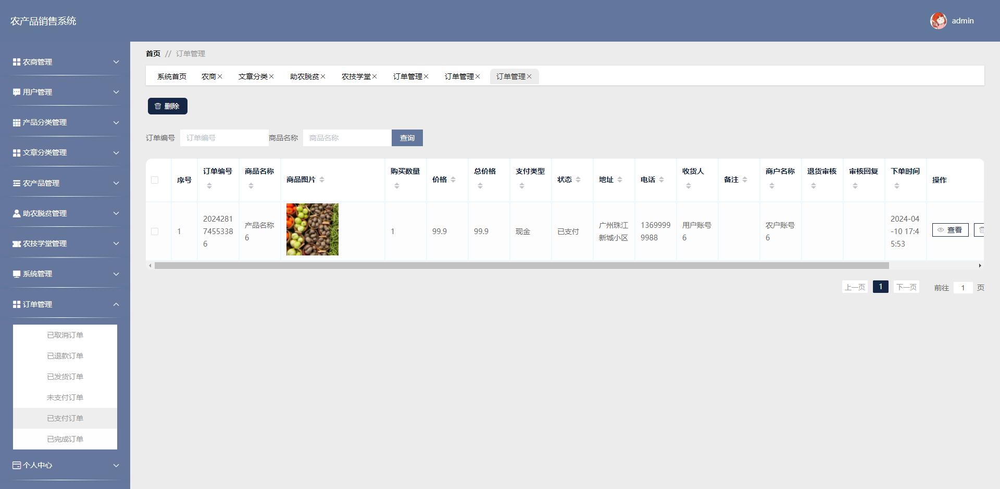 农产品销售系统
admin
农商管理
用户管理
产品分类管理
文章分类管理
农产品管理
助农脱贫管理
农技学堂管理
系统管理
订单管理
已取消订单
已退款订单
已发货订单
未支付订单
已支付订单
已完成订单
个人中心
首页 // 订单管理
系统首页 农商 文章分类 助农脱贫 农技学堂 订单管理 订单管理 订单管理
删除
订单编号 订单编号 商品名称 商品名称 查询
序号 订单编号 商品名称 商品图片 购买数量 价格 总价格 支付类型 状态 地址 电话 收货人 备注 商户名称 退货审核 审核回复 下单时间 操作
1
2024281
7455338
6
产品名称
6
1
99.9
99.9
现金
已支付
广州珠江
新城小区
1369999
9988
用户账号
6
农户账号
6
2024-04
-10 17:4
5:53
查看
上一页 1 下一页 前往 1 页